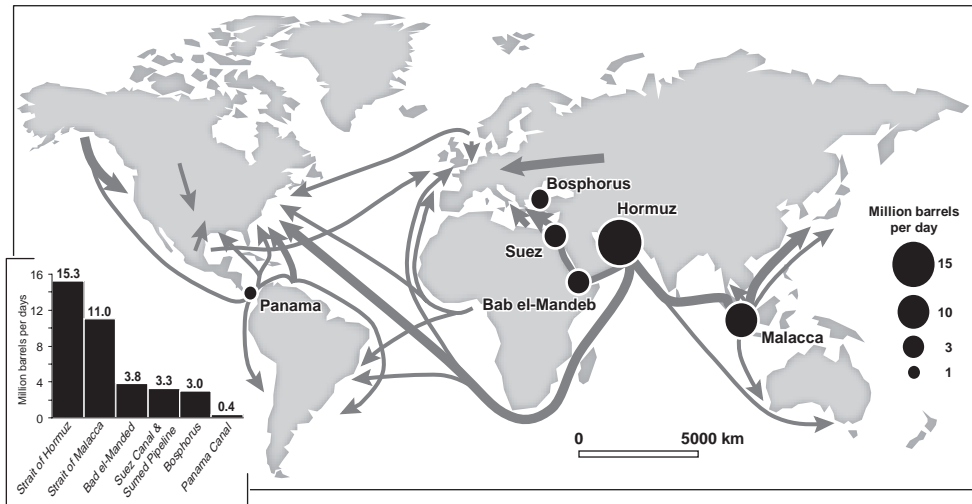 Bosphorus
Hormuz
Suez
Bab el-Mandeb
Panama
Malacca
Million barrels
per day
15
10
3
1
0 5000 km
Million barrels per days
16
12
8
4
0
15.3
11.0
3.8
3.3
3.0
0.4
Strait of Hormuz
Strait of Malacca
Bad el-Manded
Suez Canal &
Sumed Pipeline
Bosphorus
Panama Canal